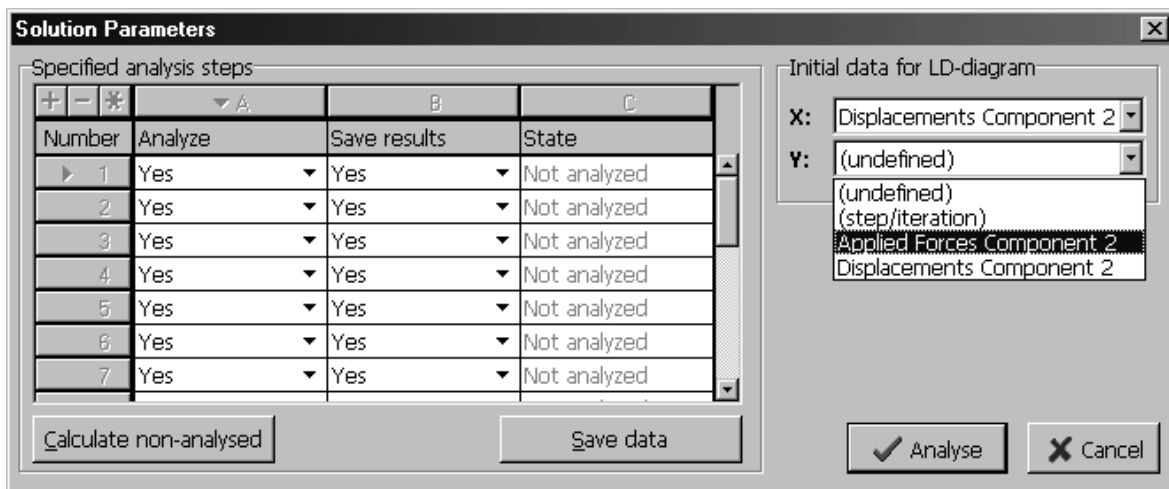 Solution Parameters
Specified analysis steps
+ - * A B C
Number Analyze Save results State
1 Yes Yes Not analyzed
2 Yes Yes Not analyzed
3 Yes Yes Not analyzed
4 Yes Yes Not analyzed
5 Yes Yes Not analyzed
6 Yes Yes Not analyzed
7 Yes Yes Not analyzed
Calculate non-analysed Save data
Initial data for LD-diagram
X: Displacements Component 2
Y: (undefined)
(undefined)
(step/iteration)
Applied Forces Component 2
Displacements Component 2
Analyse Cancel